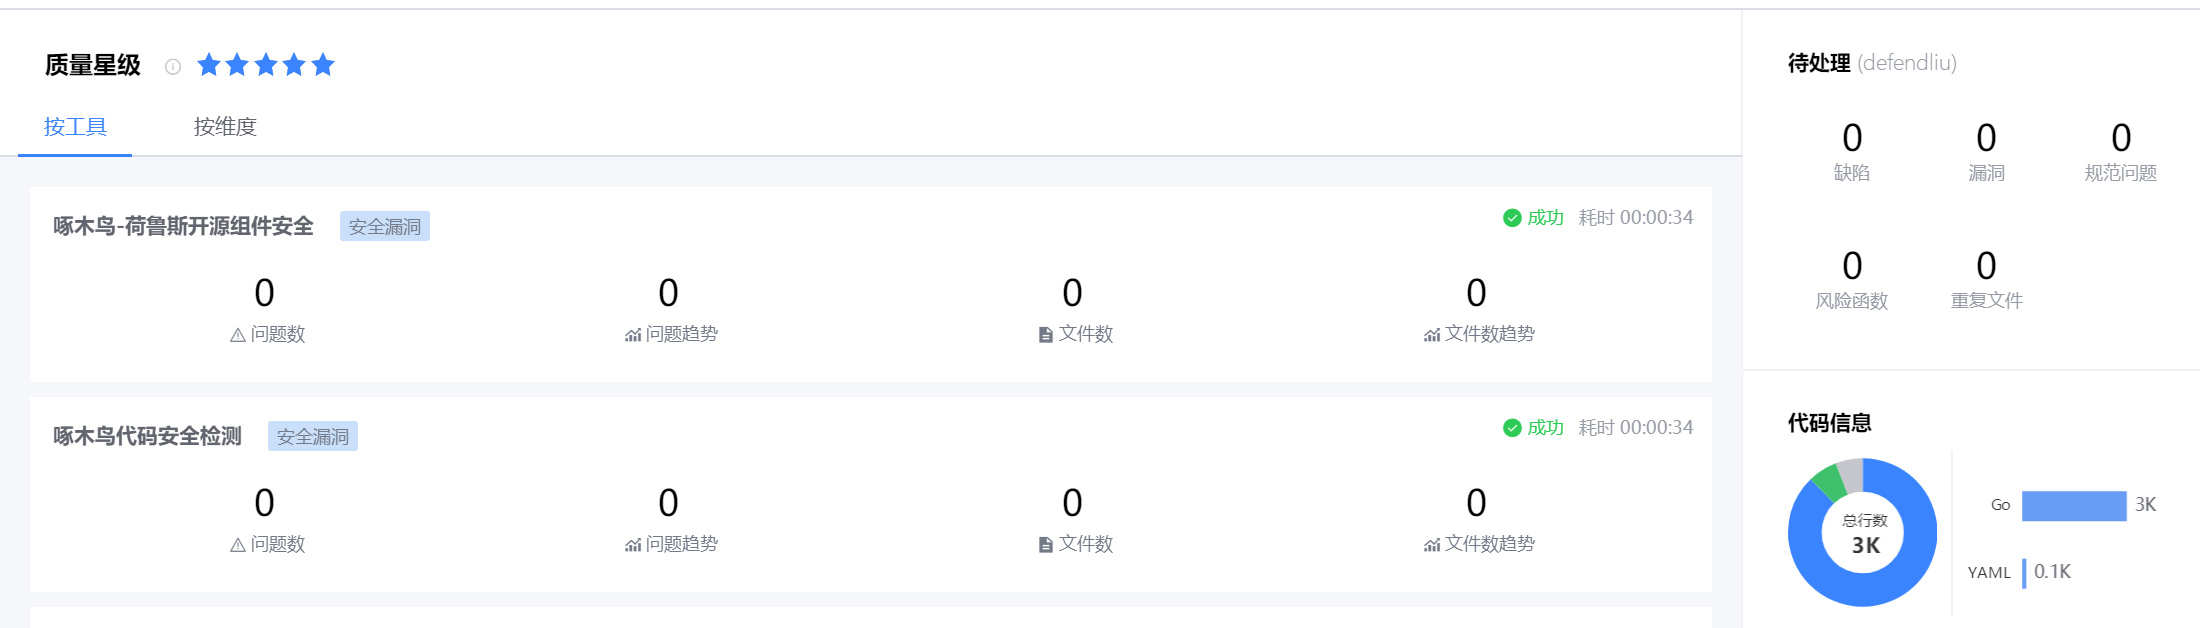 质量星级
按工具 按维度
啄木鸟-荷鲁斯开源组件安全 安全漏洞 成功 耗时 00:00:34
0 0 0 0
问题数 问题趋势 文件数 文件数趋势
啄木鸟代码安全检测 安全漏洞 成功 耗时 00:00:34
0 0 0 0
问题数 问题趋势 文件数 文件数趋势
待处理 (defendliu)
0 0 0
缺陷 漏洞 规范问题
0 0
风险函数 重复文件
代码信息
总行数
3K
Go 3K
YAML 0.1K